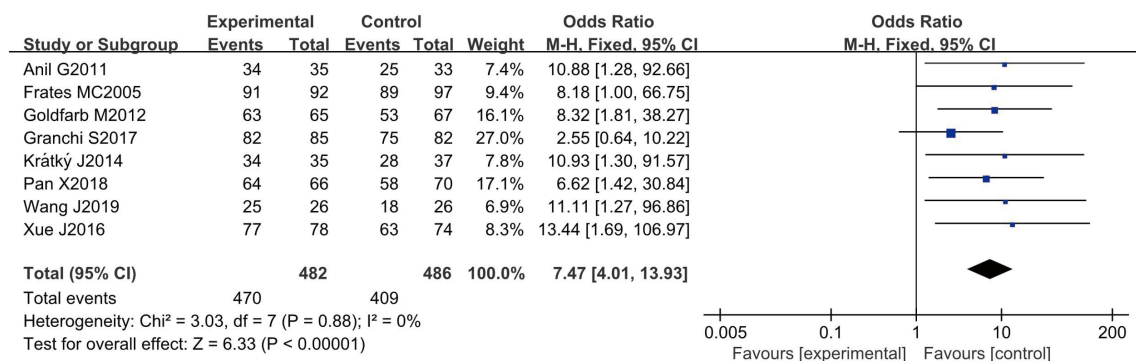 Experimental Control Odds Ratio Odds Ratio
Study or Subgroup Events Total Events Total Weight M-H, Fixed, 95% CI M-H, Fixed, 95% CI
Anil G2011 34 35 25 33 7.4% 10.88 [1.28, 92.66]
Frates MC2005 91 92 89 97 9.4% 8.18 [1.00, 66.75]
Goldfarb M2012 63 65 53 67 16.1% 8.32 [1.81, 38.27]
Granchi S2017 82 85 75 82 27.0% 2.55 [0.64, 10.22]
Krátký J2014 34 35 28 37 7.8% 10.93 [1.30, 91.57]
Pan X2018 64 66 58 70 17.1% 6.62 [1.42, 30.84]
Wang J2019 25 26 18 26 6.9% 11.11 [1.27, 96.86]
Xue J2016 77 78 63 74 8.3% 13.44 [1.69, 106.97]
Total (95% CI) 482 486 100.0% 7.47 [4.01, 13.93]
Total events 470 409
Heterogeneity: Chi² = 3.03, df = 7 (P = 0.88); I² = 0%
Test for overall effect: Z = 6.33 (P < 0.00001)
0.005 0.1 1 10 200
Favours [experimental] Favours [control]